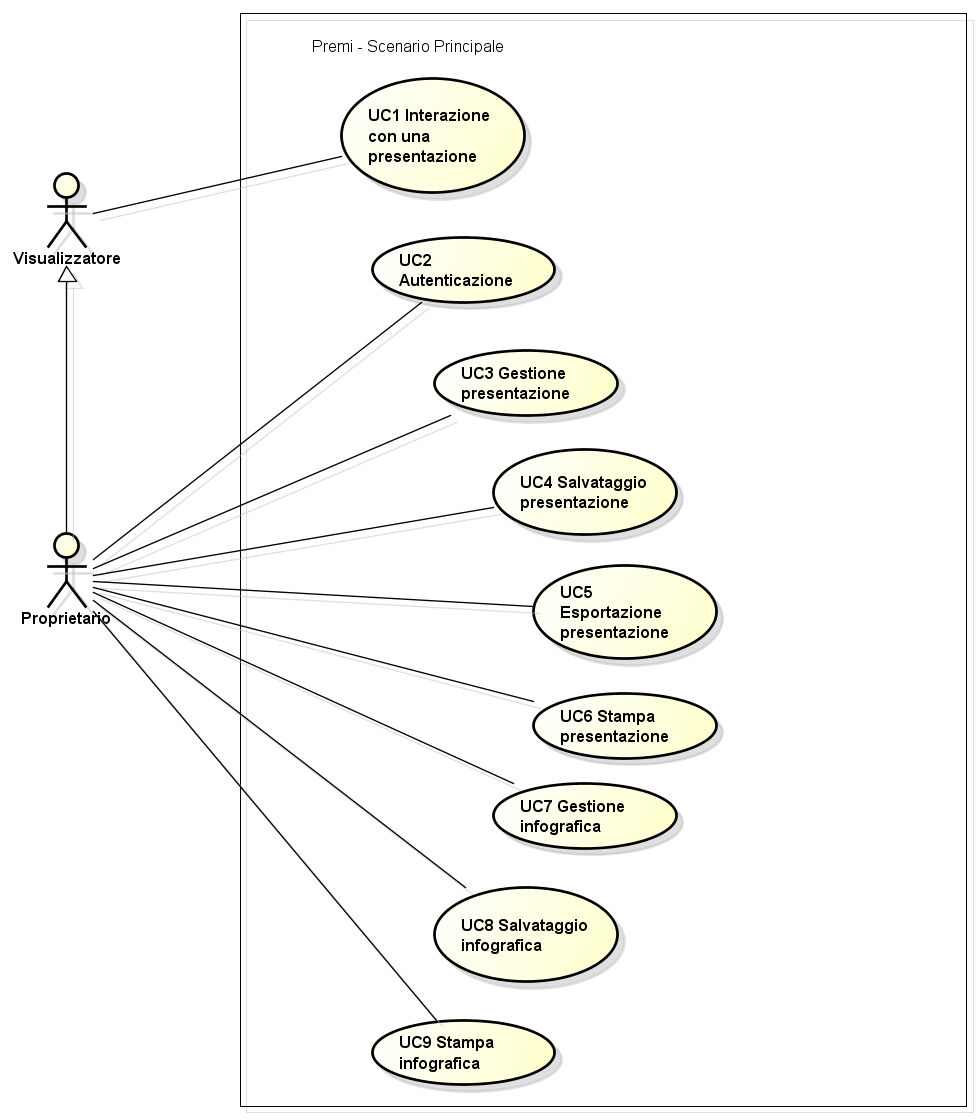 Premi - Scenario Principale
UC1 Interazione
con una
presentazione
Visualizzatore
UC2
Autenticazione
UC3 Gestione
presentazione
UC4 Salvataggio
presentazione
Proprietario
UC5
Esportazione
presentazione
UC6 Stampa
presentazione
UC7 Gestione
infografica
UC8 Salvataggio
infografica
UC9 Stampa
infografica